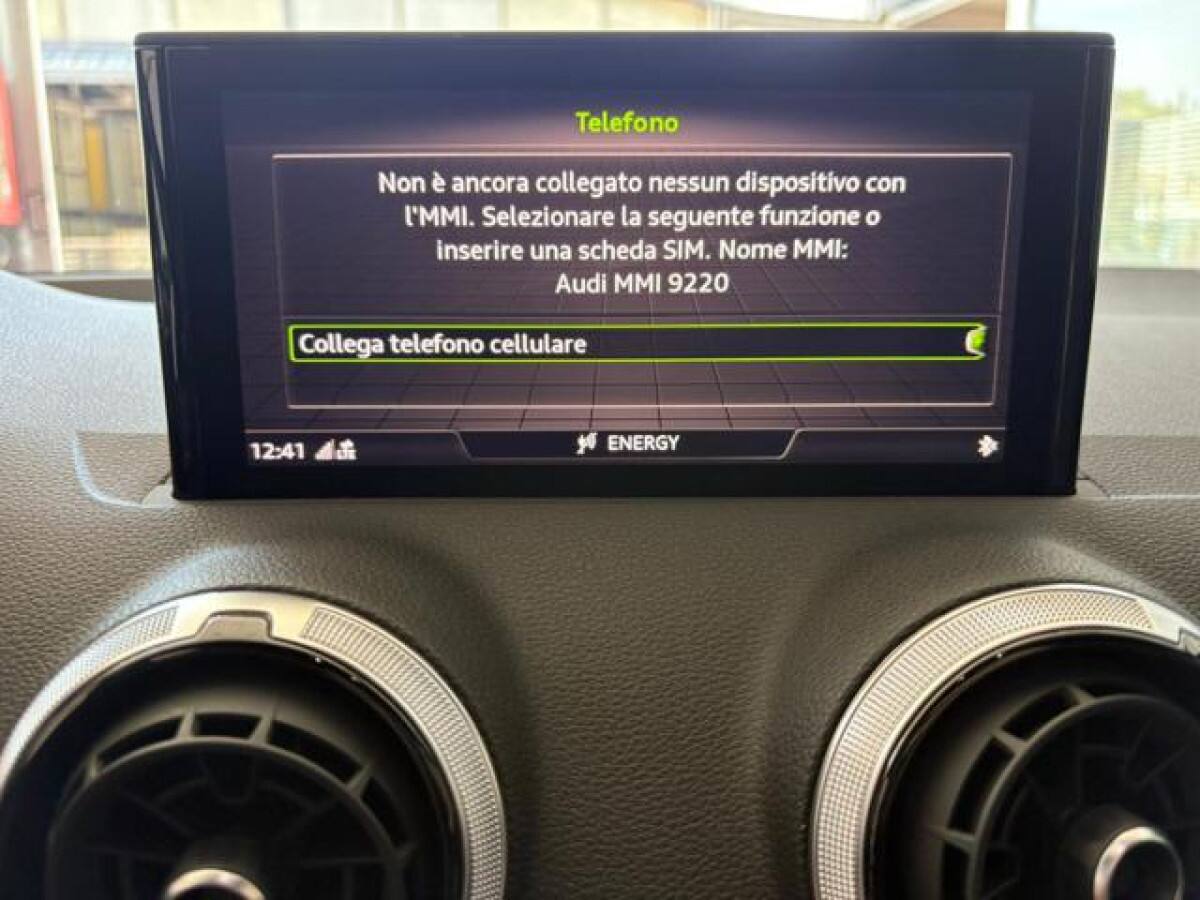 Telefono
Non è ancora collegato nessun dispositivo con
l'MMI. Selezionare la seguente funzione o
inserire una scheda SIM. Nome MMI:
Audi MMI 9220
Collega telefono cellulare
12:41
ENERGY